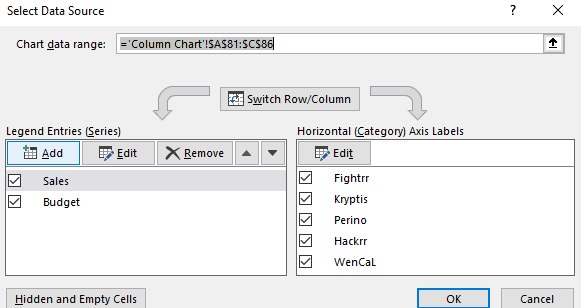 Select Data Source
? ×
Chart data range: ='Column Chart'!$A$81:$C$86
Switch Row/Column
Legend Entries (Series)
Horizontal (Category) Axis Labels
Add Edit Remove
Edit
Sales
Budget
Fightrr
Kryptis
Perino
Hackrr
WenCaL
Hidden and Empty Cells
OK Cancel